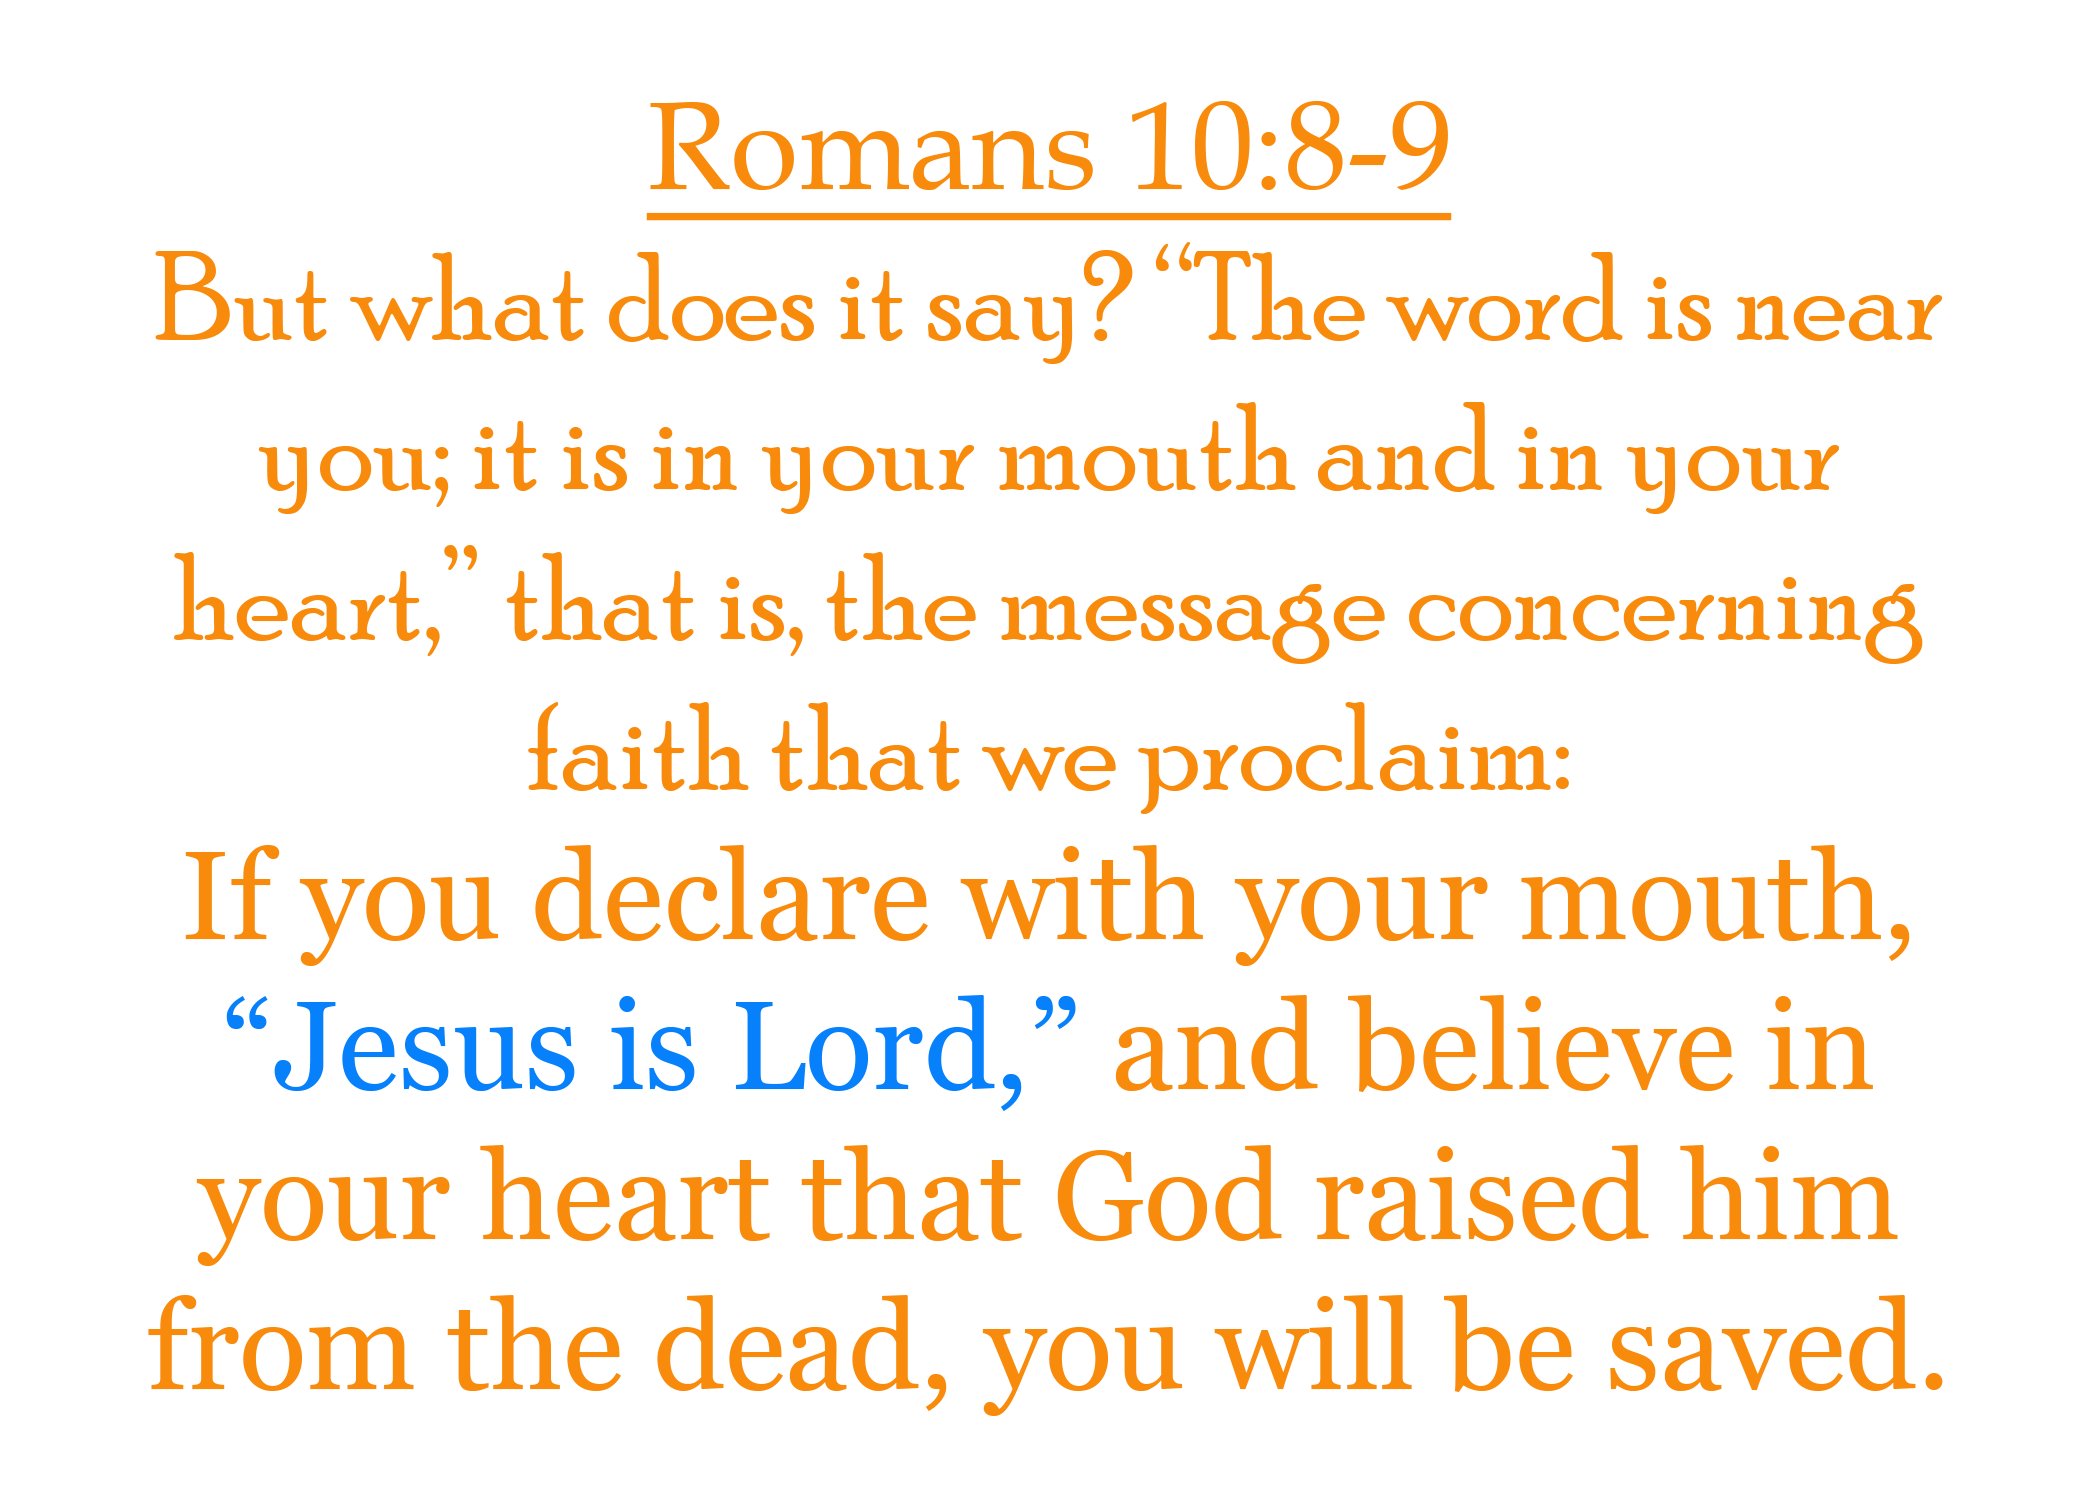 Romans 10:8-9
But what does it say? “The word is near
you; it is in your mouth and in your
heart,” that is, the message concerning
faith that we proclaim:
If you declare with your mouth,
“Jesus is Lord,” and believe in
your heart that God raised him
from the dead, you will be saved.